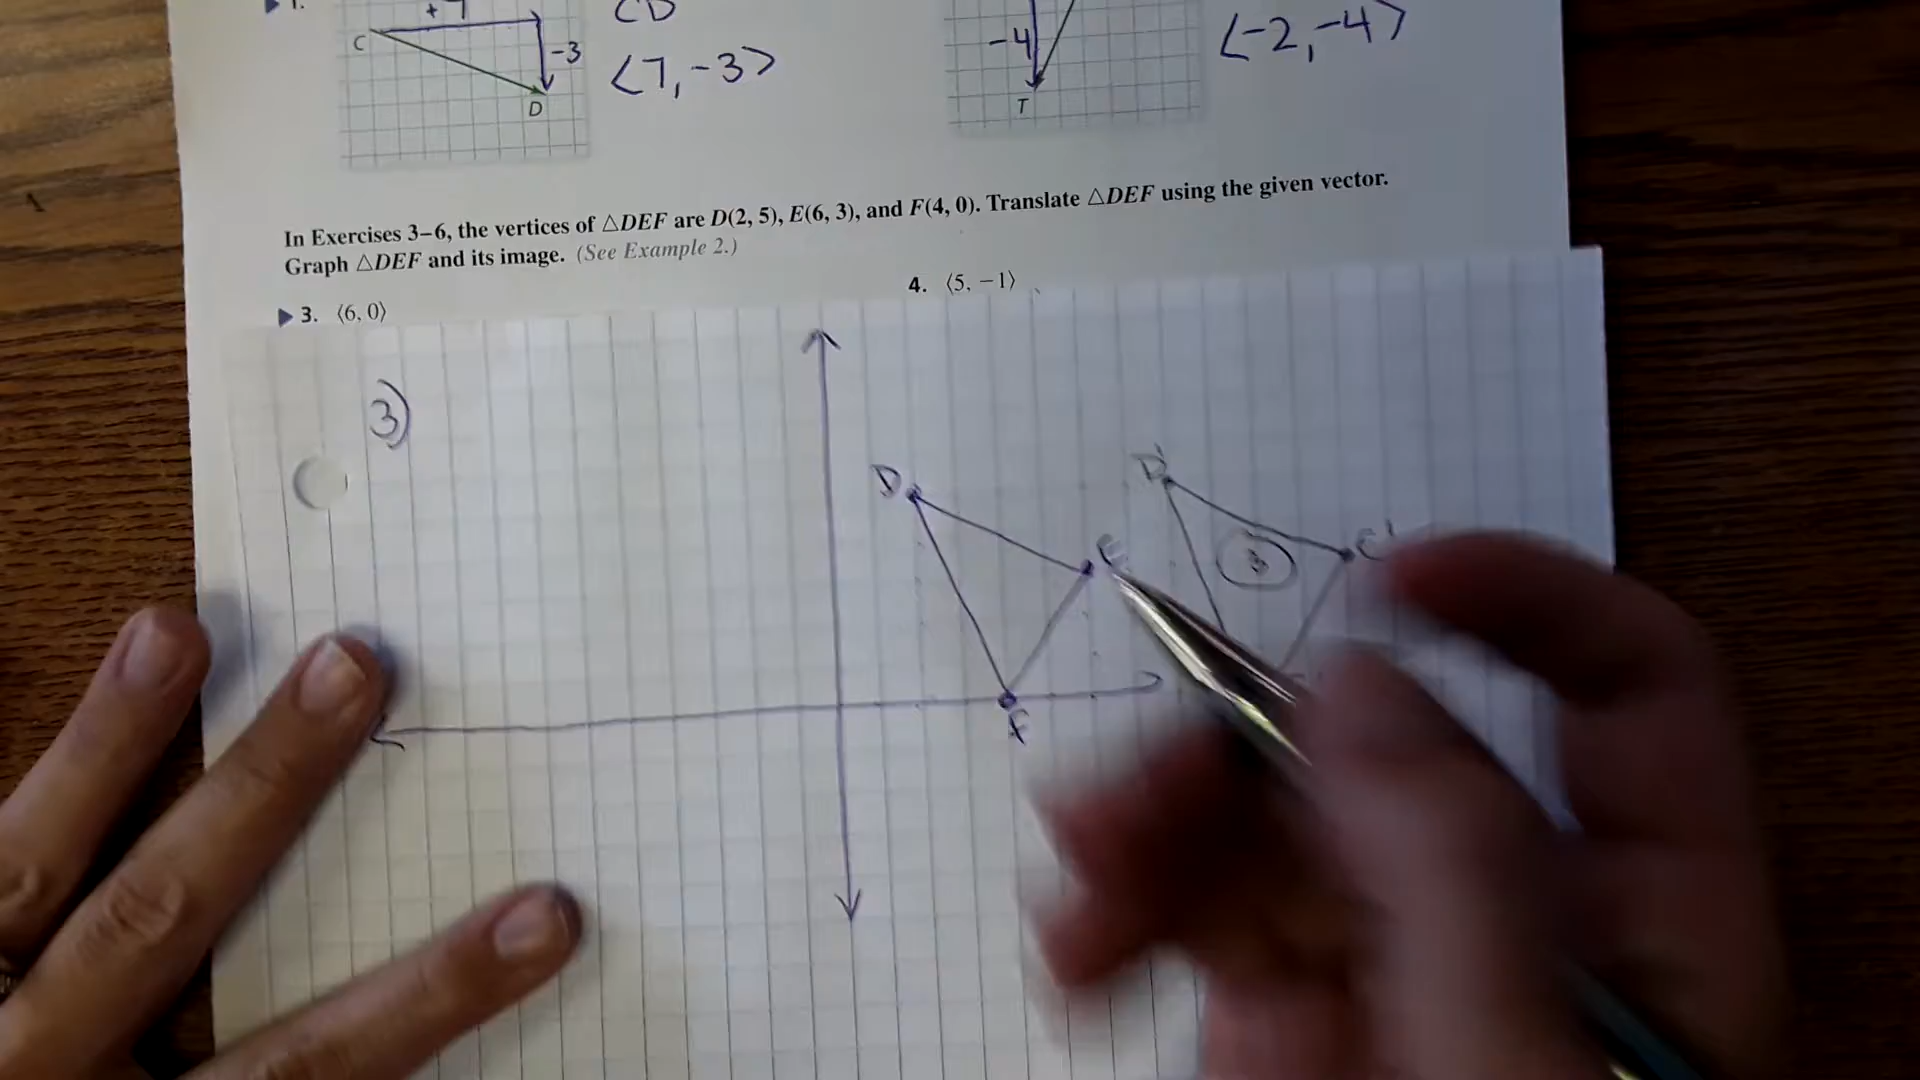 1.
+7
CD
C
-3
⟨7, -3⟩
D
-4
⟨-2, -4⟩
T
In Exercises 3–6, the vertices of △DEF are D(2, 5), E(6, 3), and F(4, 0). Translate △DEF using the given vector.
Graph △DEF and its image. (See Example 2.)
3. ⟨6, 0⟩
4. ⟨5, −1⟩
3)
D
D'
E
3
E'
F